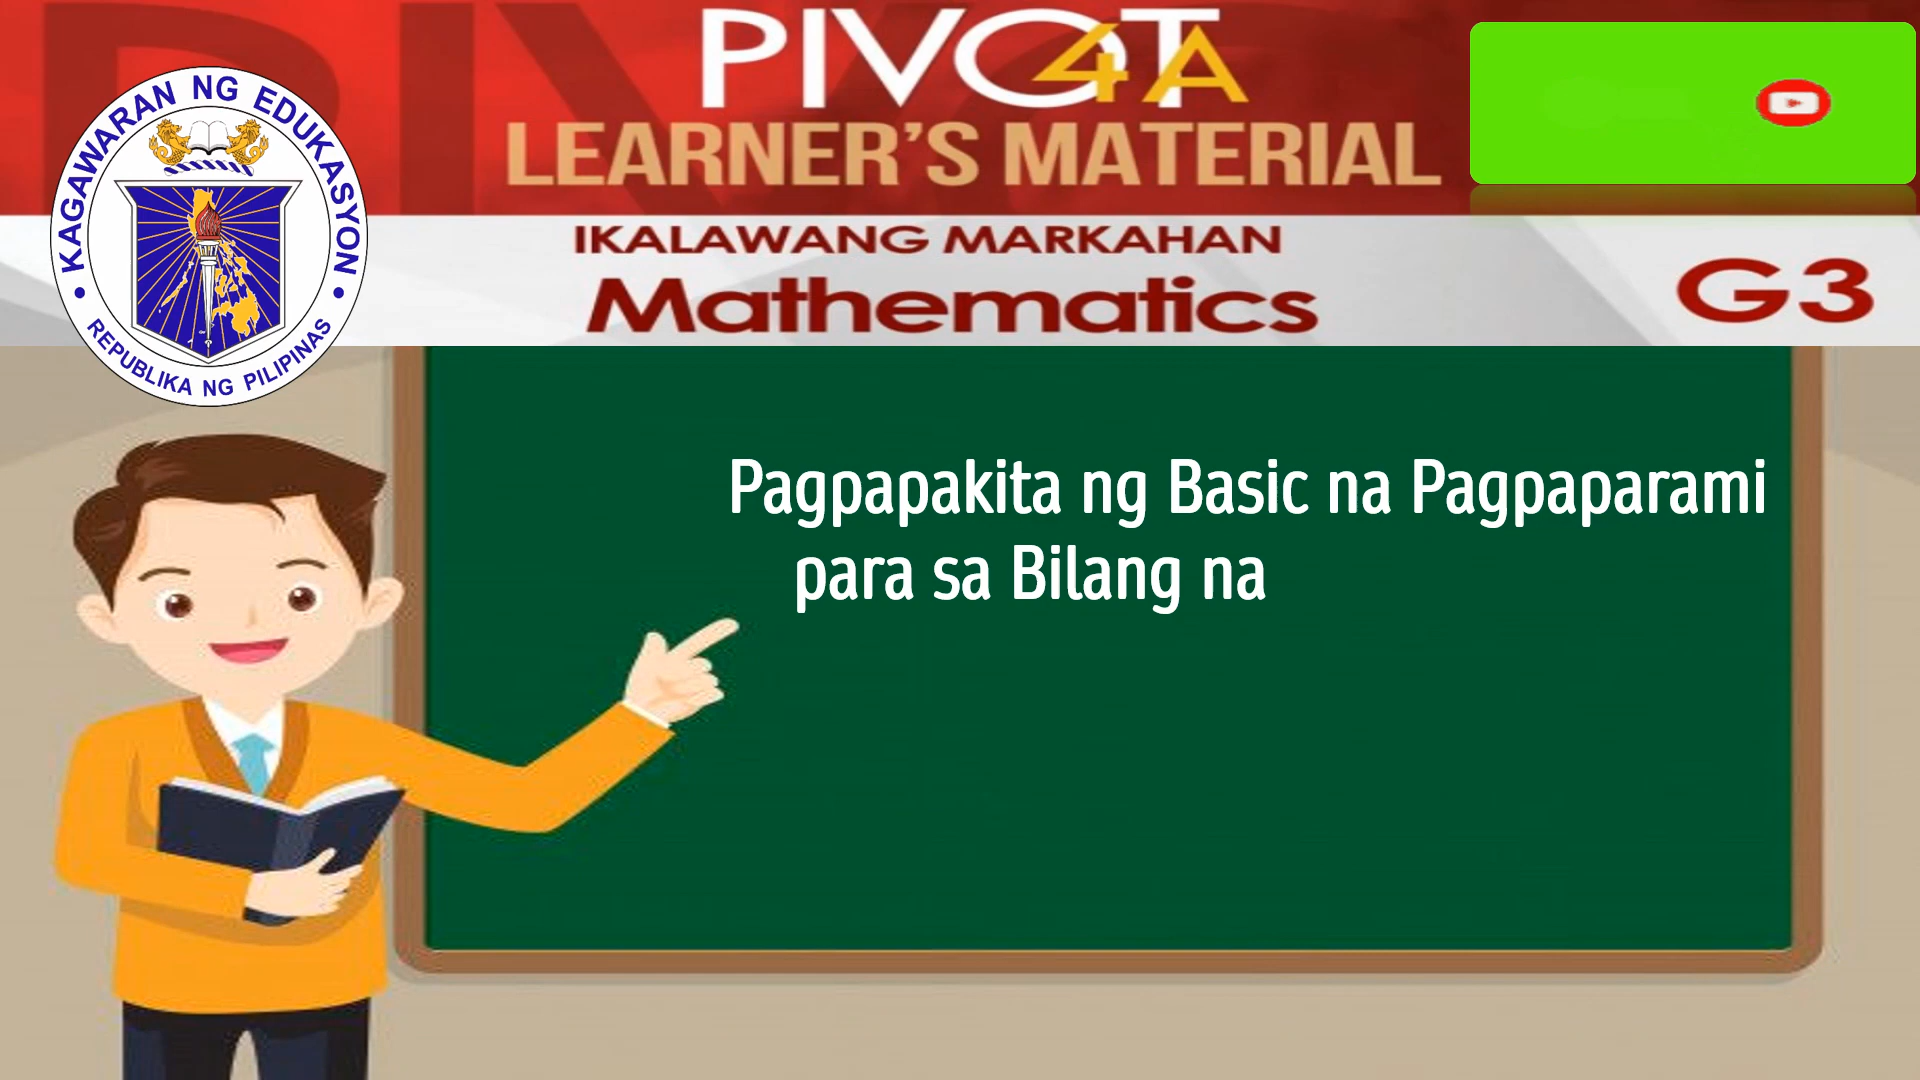 PIVOT 4A
LEARNER'S MATERIAL
KAGAWARAN NG EDUKASYON
REPUBLIKA NG PILIPINAS
IKALAWANG MARKAHAN
Mathematics
G3
Pagpapakita ng Basic na Pagpaparami
para sa Bilang na